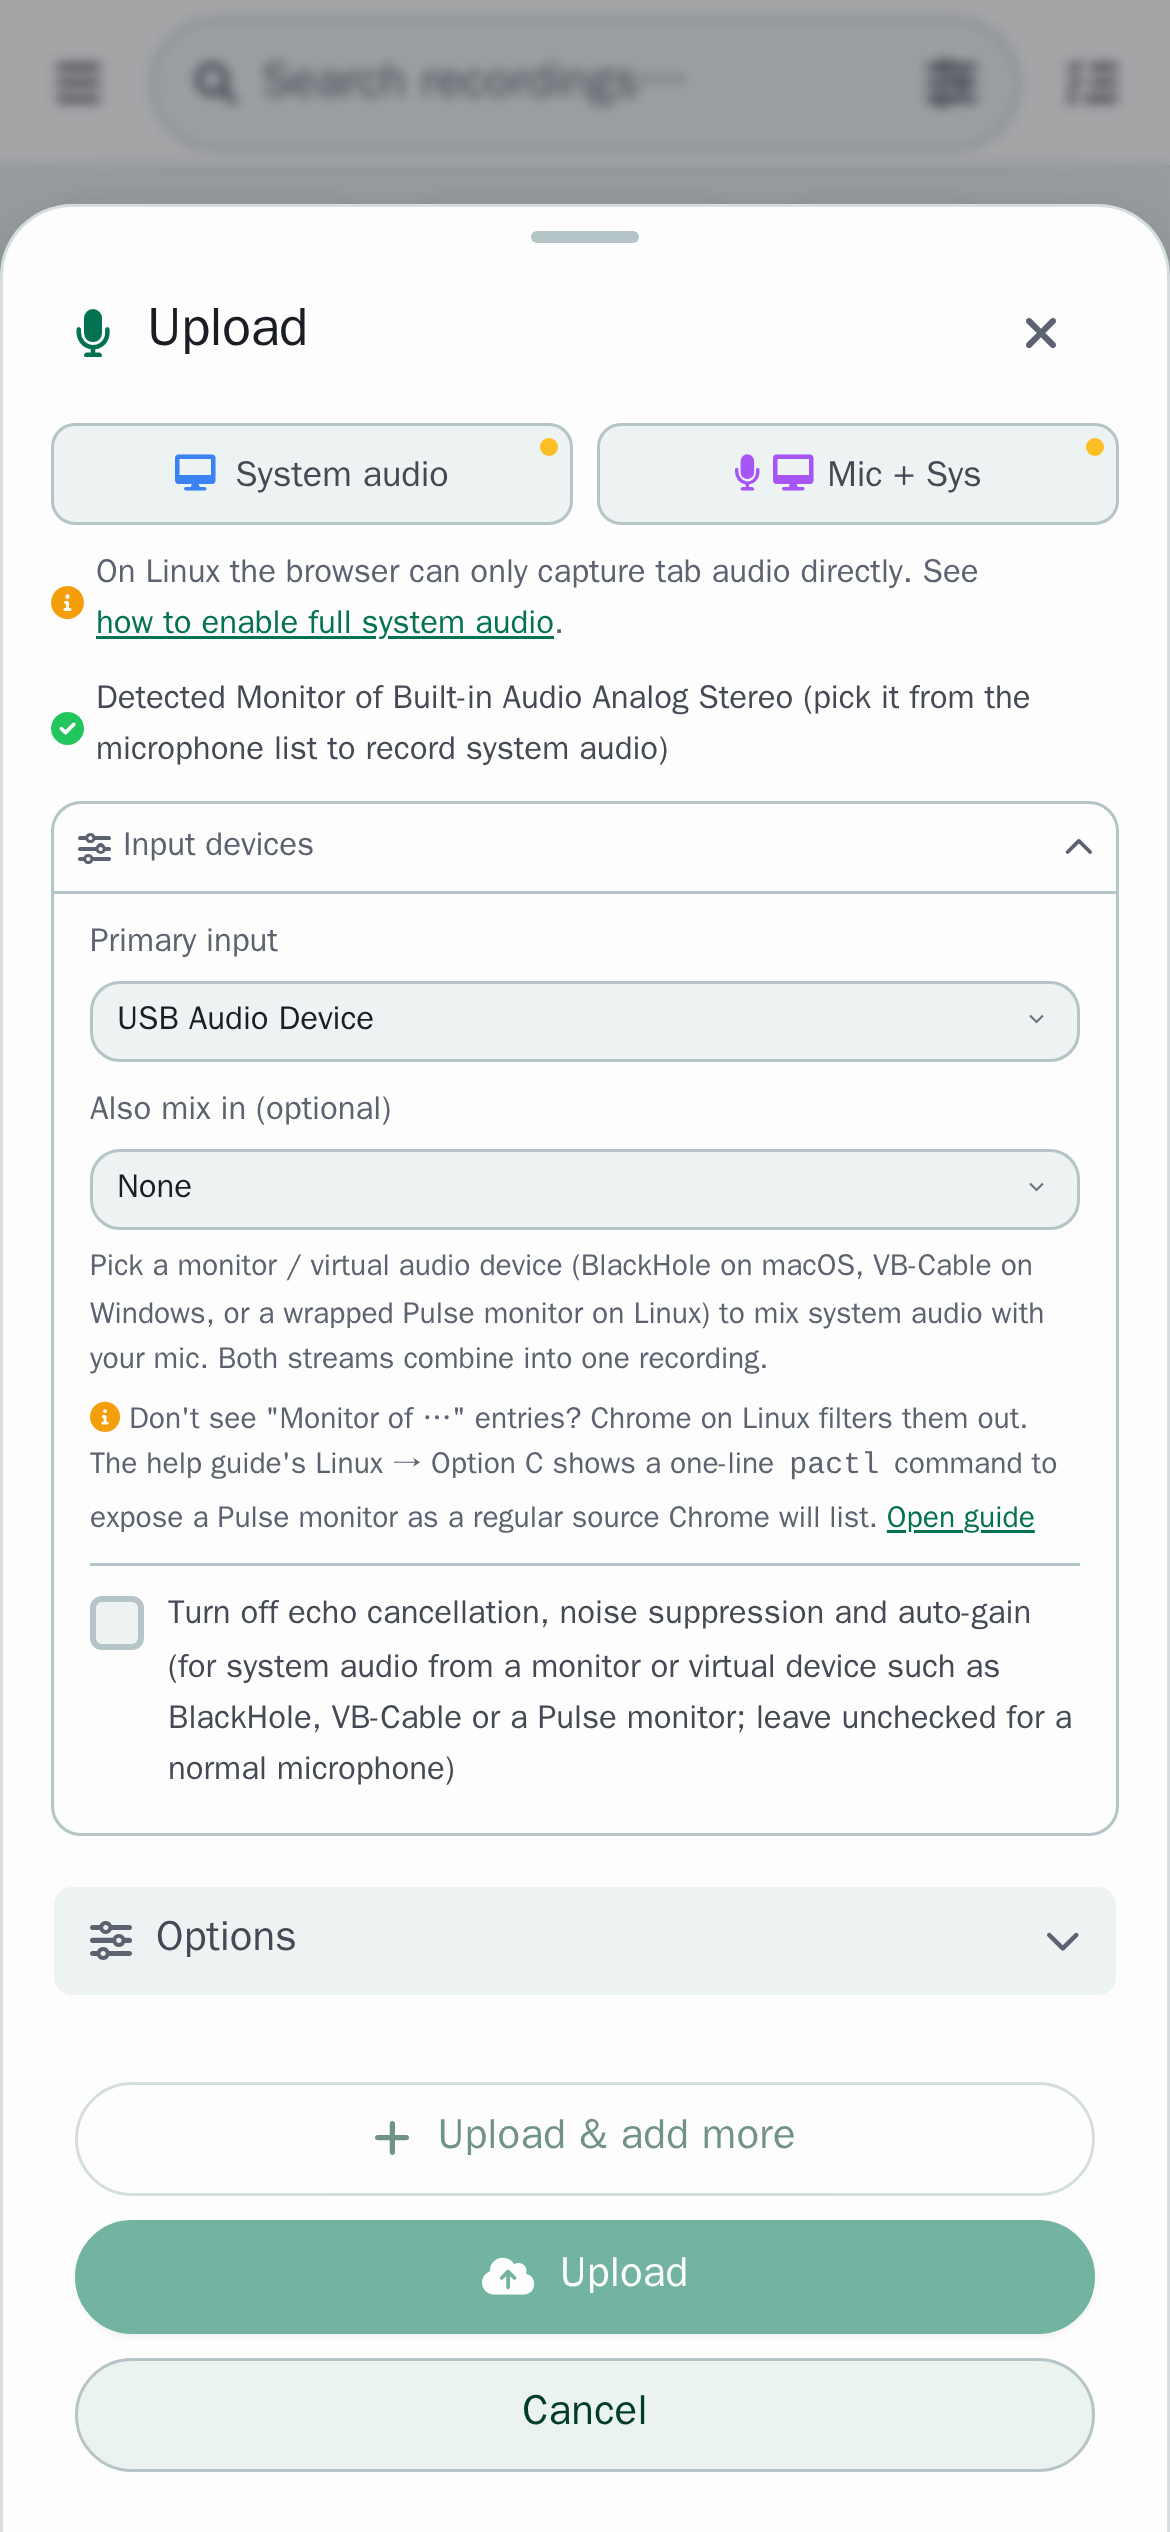 Search recordings...
Upload
System audio
Mic + Sys
On Linux the browser can only capture tab audio directly. See
how to enable full system audio.
Detected Monitor of Built-in Audio Analog Stereo (pick it from the
microphone list to record system audio)
Input devices
Primary input
USB Audio Device
Also mix in (optional)
None
Pick a monitor / virtual audio device (BlackHole on macOS, VB-Cable on
Windows, or a wrapped Pulse monitor on Linux) to mix system audio with
your mic. Both streams combine into one recording.
Don't see "Monitor of …" entries? Chrome on Linux filters them out.
The help guide's Linux → Option C shows a one-line pactl command to
expose a Pulse monitor as a regular source Chrome will list. Open guide
Turn off echo cancellation, noise suppression and auto-gain
(for system audio from a monitor or virtual device such as
BlackHole, VB-Cable or a Pulse monitor; leave unchecked for a
normal microphone)
Options
Upload & add more
Upload
Cancel